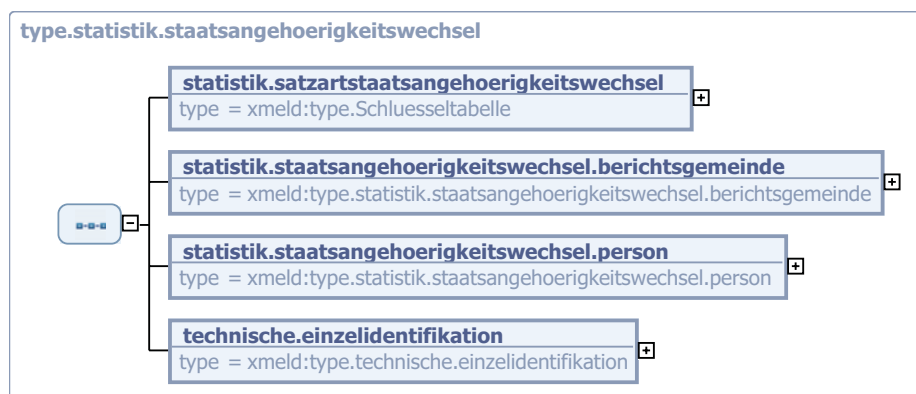 type.statistik.staatsangehoerigkeitswechsel
statistik.satzartstaatsangehoerigkeitswechsel
type = xmeld:type.Schluesseltabelle
statistik.staatsangehoerigkeitswechsel.berichtsgemeinde
type = xmeld:type.statistik.staatsangehoerigkeitswechsel.berichtsgemeinde
statistik.staatsangehoerigkeitswechsel.person
type = xmeld:type.statistik.staatsangehoerigkeitswechsel.person
technische.einzelidentifikation
type = xmeld:type.technische.einzelidentifikation